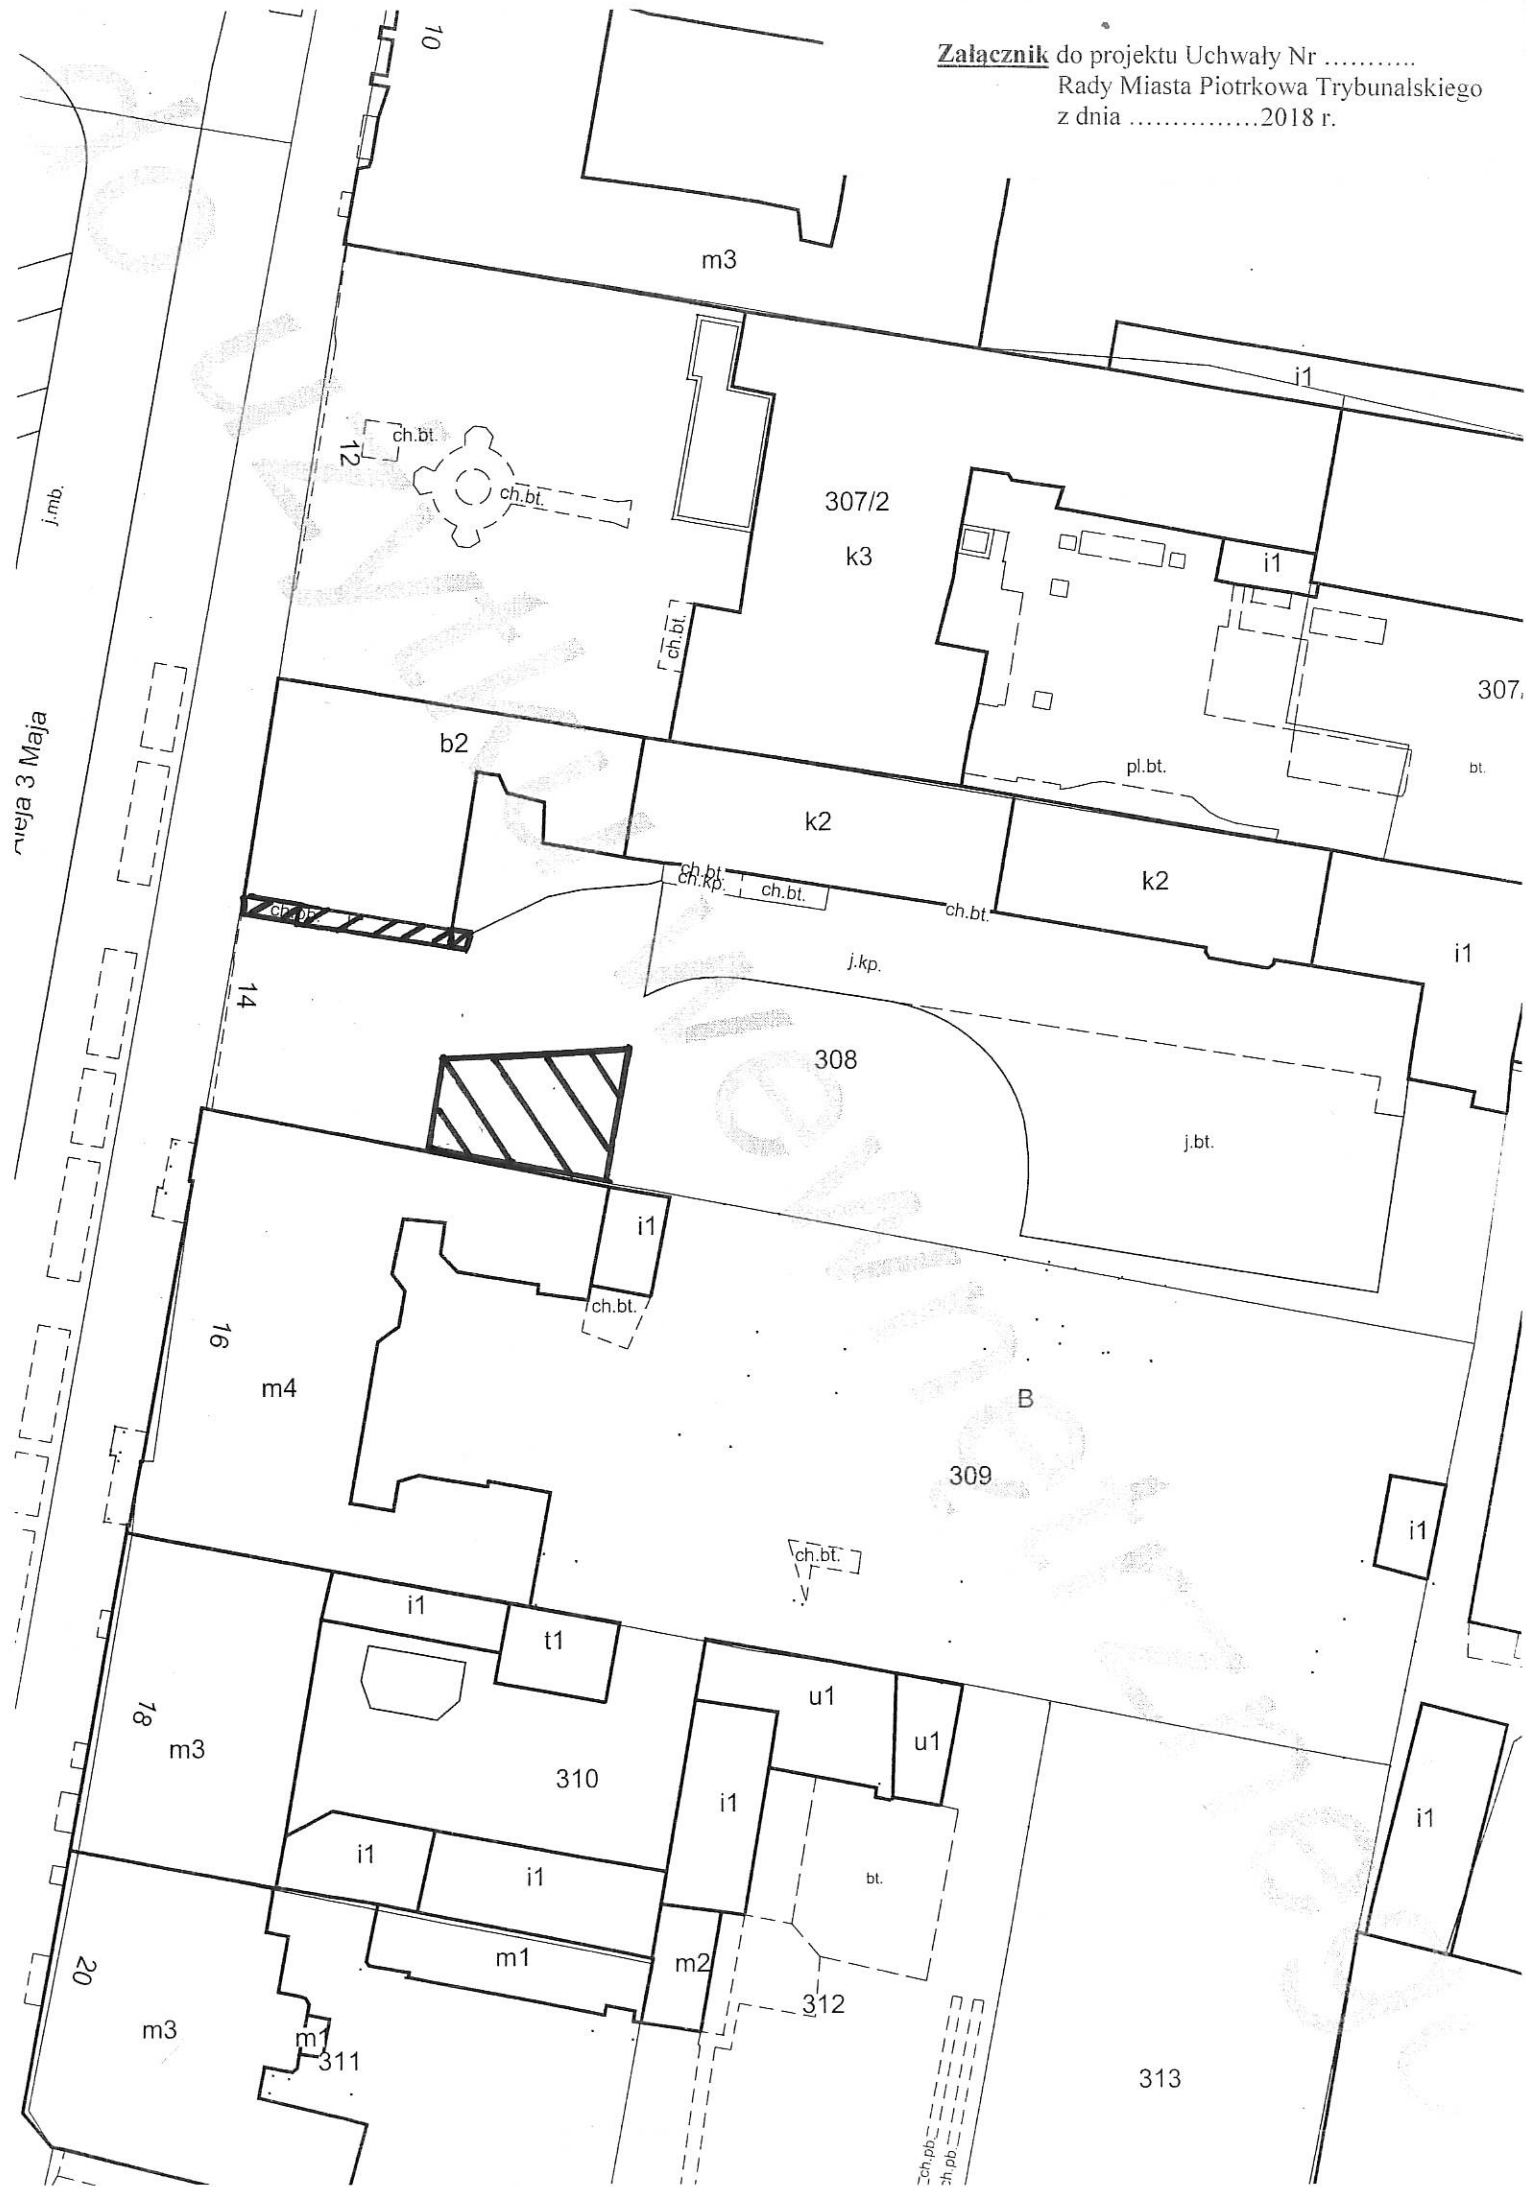 Załącznik do projektu Uchwały Nr ...........
Rady Miasta Piotrkowa Trybunalskiego
z dnia ...............2018 r.
10
m3
i1
ch.bt.
12
ch.bt.
307/2
k3
i1
j.mb.
ch.bt.
307/
b2
pl.bt.
bt.
Aleja 3 Maja
k2
k2
ch.bt.
ch.kp.
ch.bt.
ch.bt.
i1
j.kp.
14
308
j.bt.
i1
ch.bt.
16
m4
B
309
i1
ch.bt.
i1
t1
u1
18
u1
m3
310
i1
i1
i1
i1
bt.
m1
m2
20
312
m3
m1
311
313
ch.pb.
ch.pb.